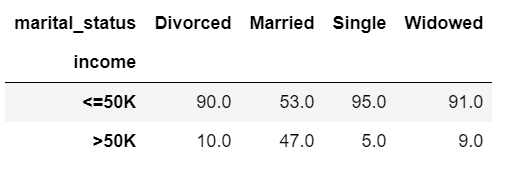 marital_status Divorced Married Single Widowed
income
<=50K 90.0 53.0 95.0 91.0
>50K 10.0 47.0 5.0 9.0